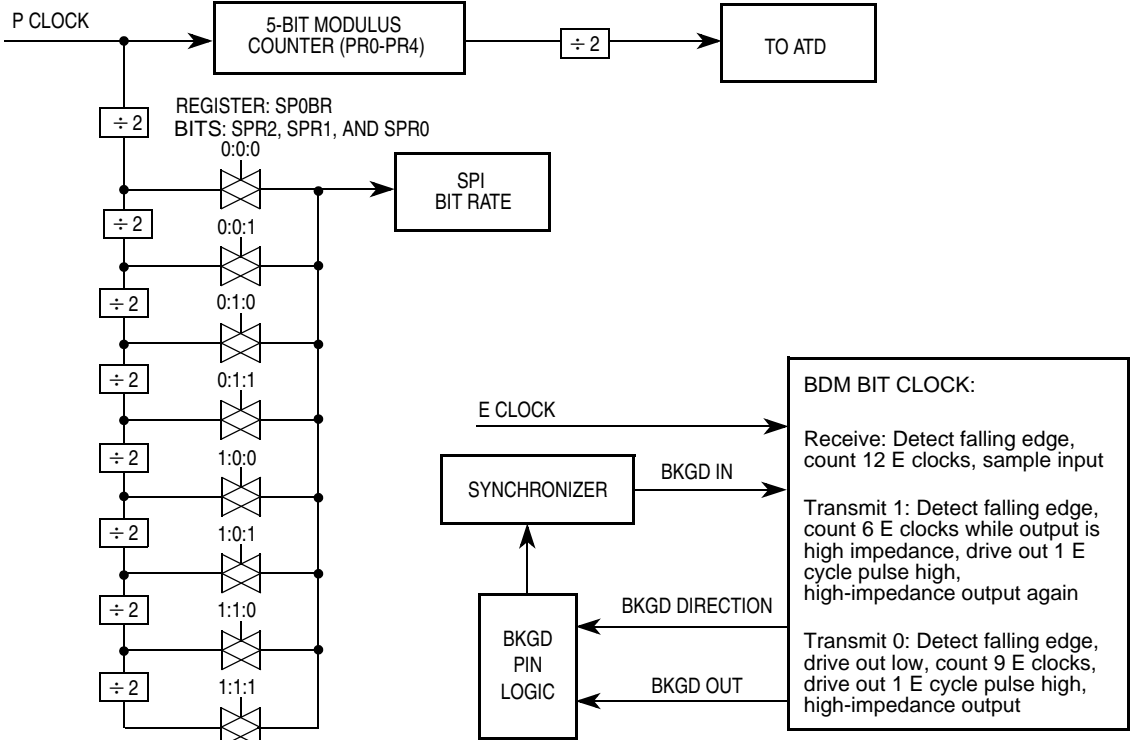 P CLOCK
5-BIT MODULUS
COUNTER (PR0-PR4)
÷ 2
TO ATD
÷ 2
REGISTER: SP0BR
BITS: SPR2, SPR1, AND SPR0
0:0:0
SPI
BIT RATE
÷ 2
0:0:1
÷ 2
0:1:0
÷ 2
0:1:1
÷ 2
1:0:0
÷ 2
1:0:1
÷ 2
1:1:0
÷ 2
1:1:1
E CLOCK
SYNCHRONIZER
BKGD IN
BKGD DIRECTION
BKGD
PIN
LOGIC
BKGD OUT
BDM BIT CLOCK:
Receive: Detect falling edge,
count 12 E clocks, sample input
Transmit 1: Detect falling edge,
count 6 E clocks while output is
high impedance, drive out 1 E
cycle pulse high,
high-impedance output again
Transmit 0: Detect falling edge,
drive out low, count 9 E clocks,
drive out 1 E cycle pulse high,
high-impedance output